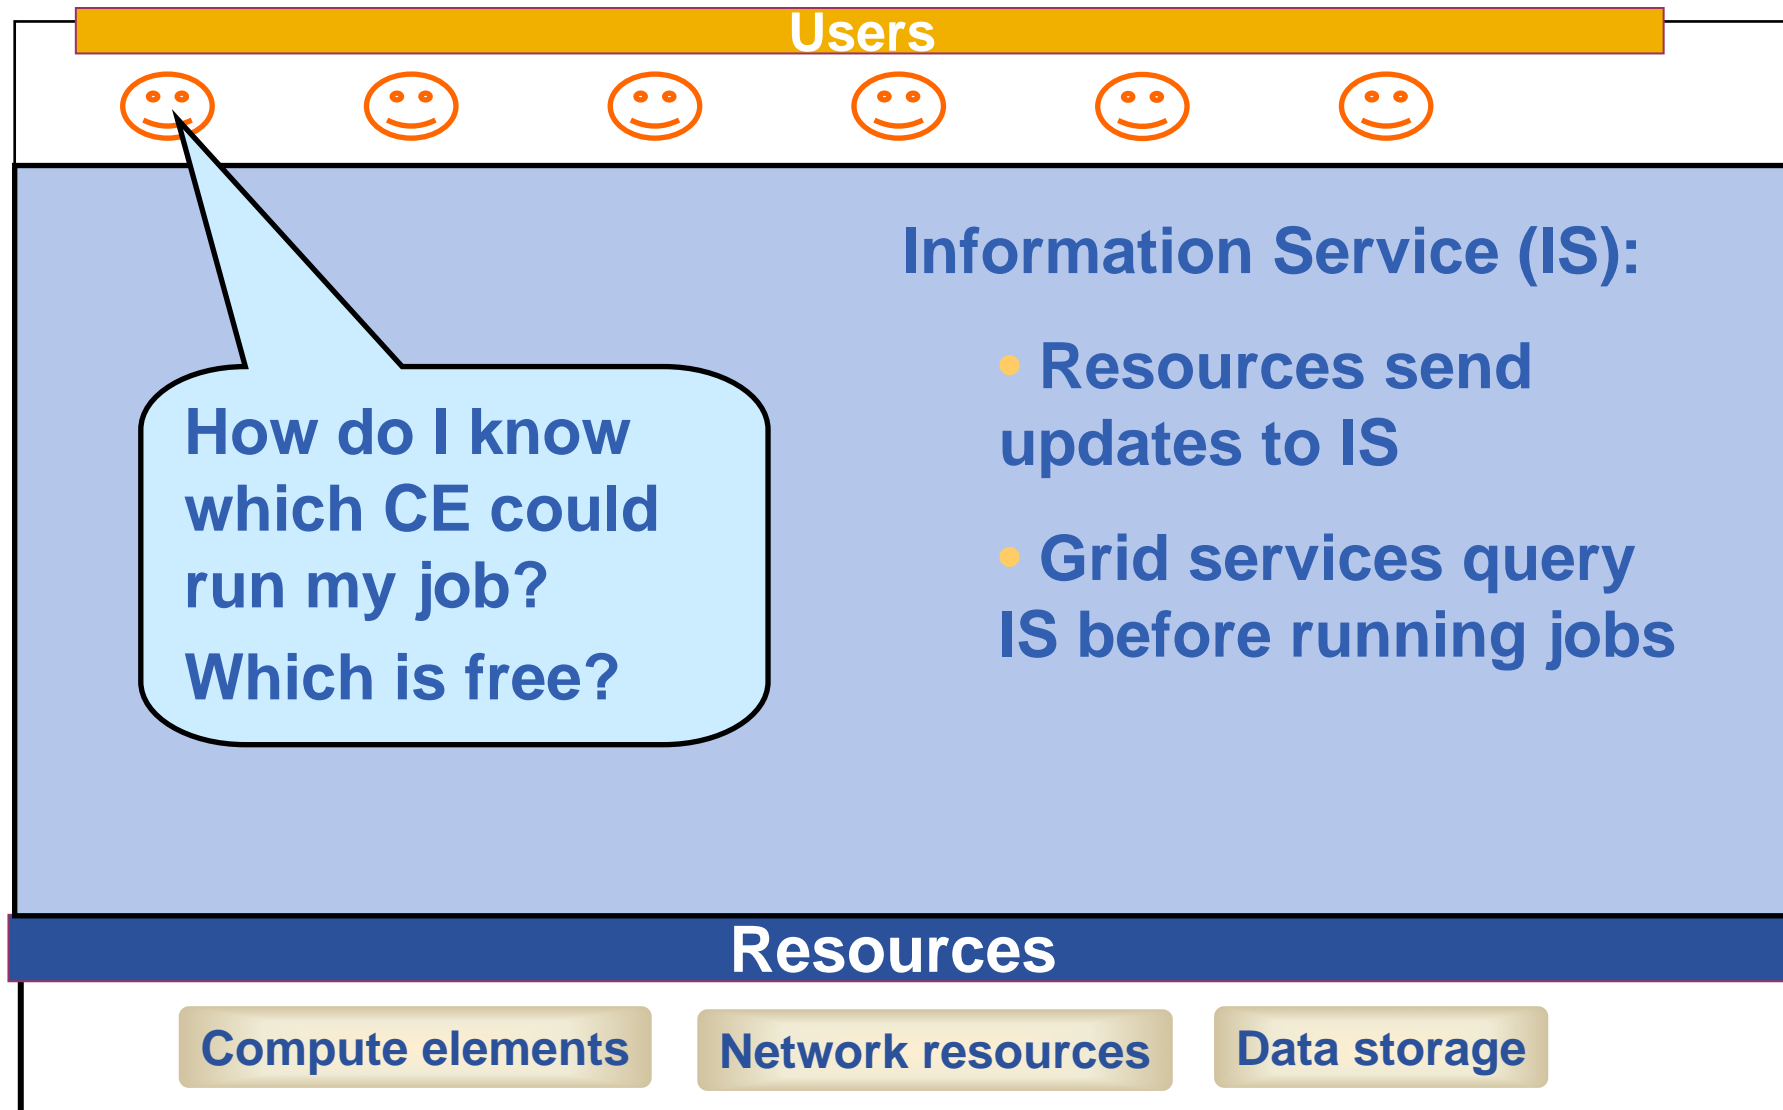 Users
How do I know
which CE could
run my job?
Which is free?
Information Service (IS):
• Resources send
updates to IS
• Grid services query
IS before running jobs
Resources
Compute elements
Network resources
Data storage